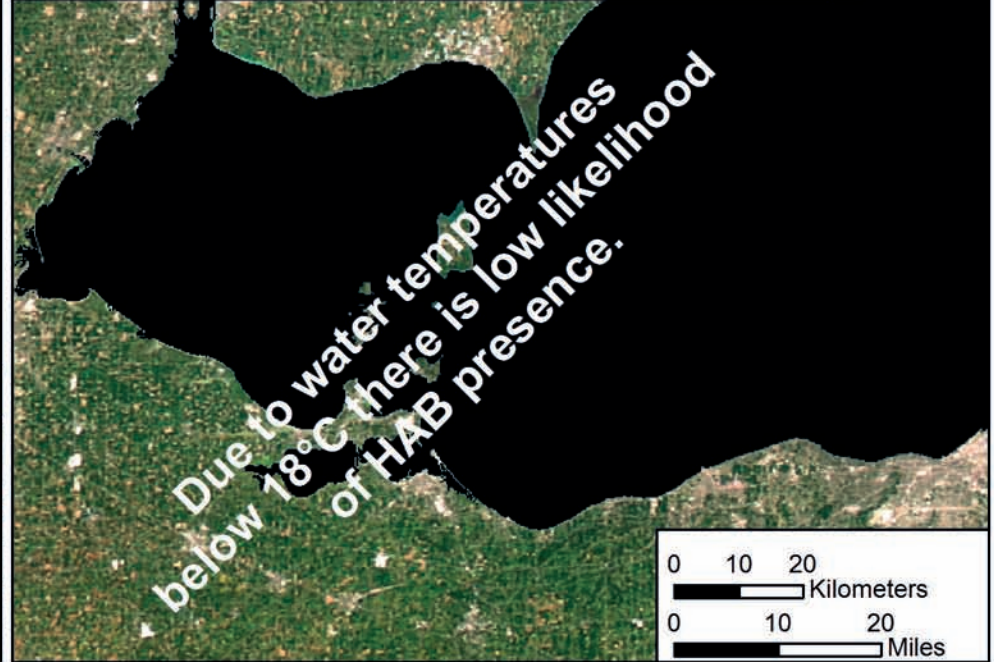 Due to water temperatures
below 18°C there is low likelihood
of HAB presence.
0 10 20
Kilometers
0 10 20
Miles